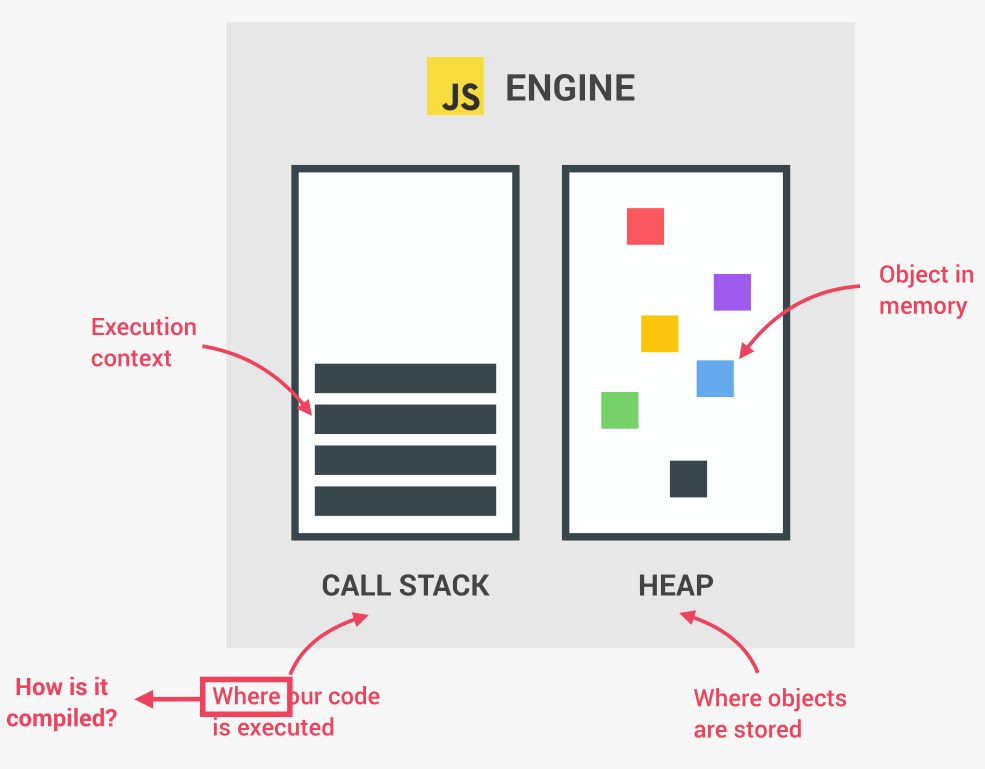 JS ENGINE
Execution
context
Object in
memory
CALL STACK
HEAP
How is it
compiled?
Where our code
is executed
Where objects
are stored